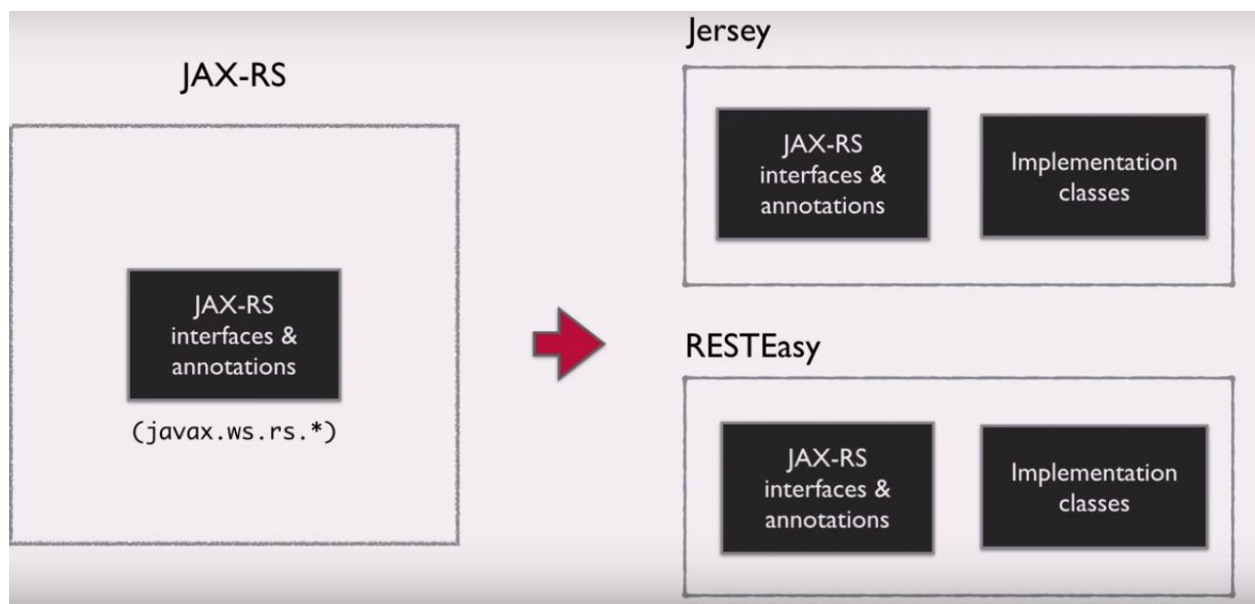 JAX-RS
JAX-RS
interfaces &
annotations
(javax.ws.rs.*)
Jersey
JAX-RS
interfaces &
annotations
Implementation
classes
RESTEasy
JAX-RS
interfaces &
annotations
Implementation
classes